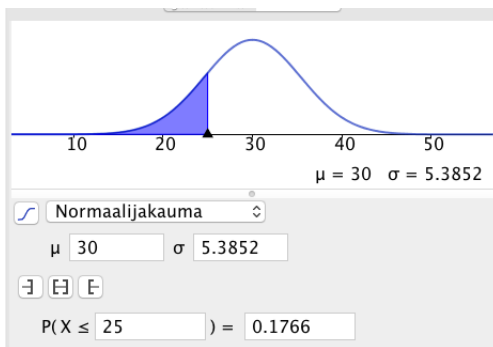 10 20 30 40 50
μ = 30 σ = 5.3852
Normaalijakauma
μ 30 σ 5.3852
P( X ≤ 25 ) = 0.1766